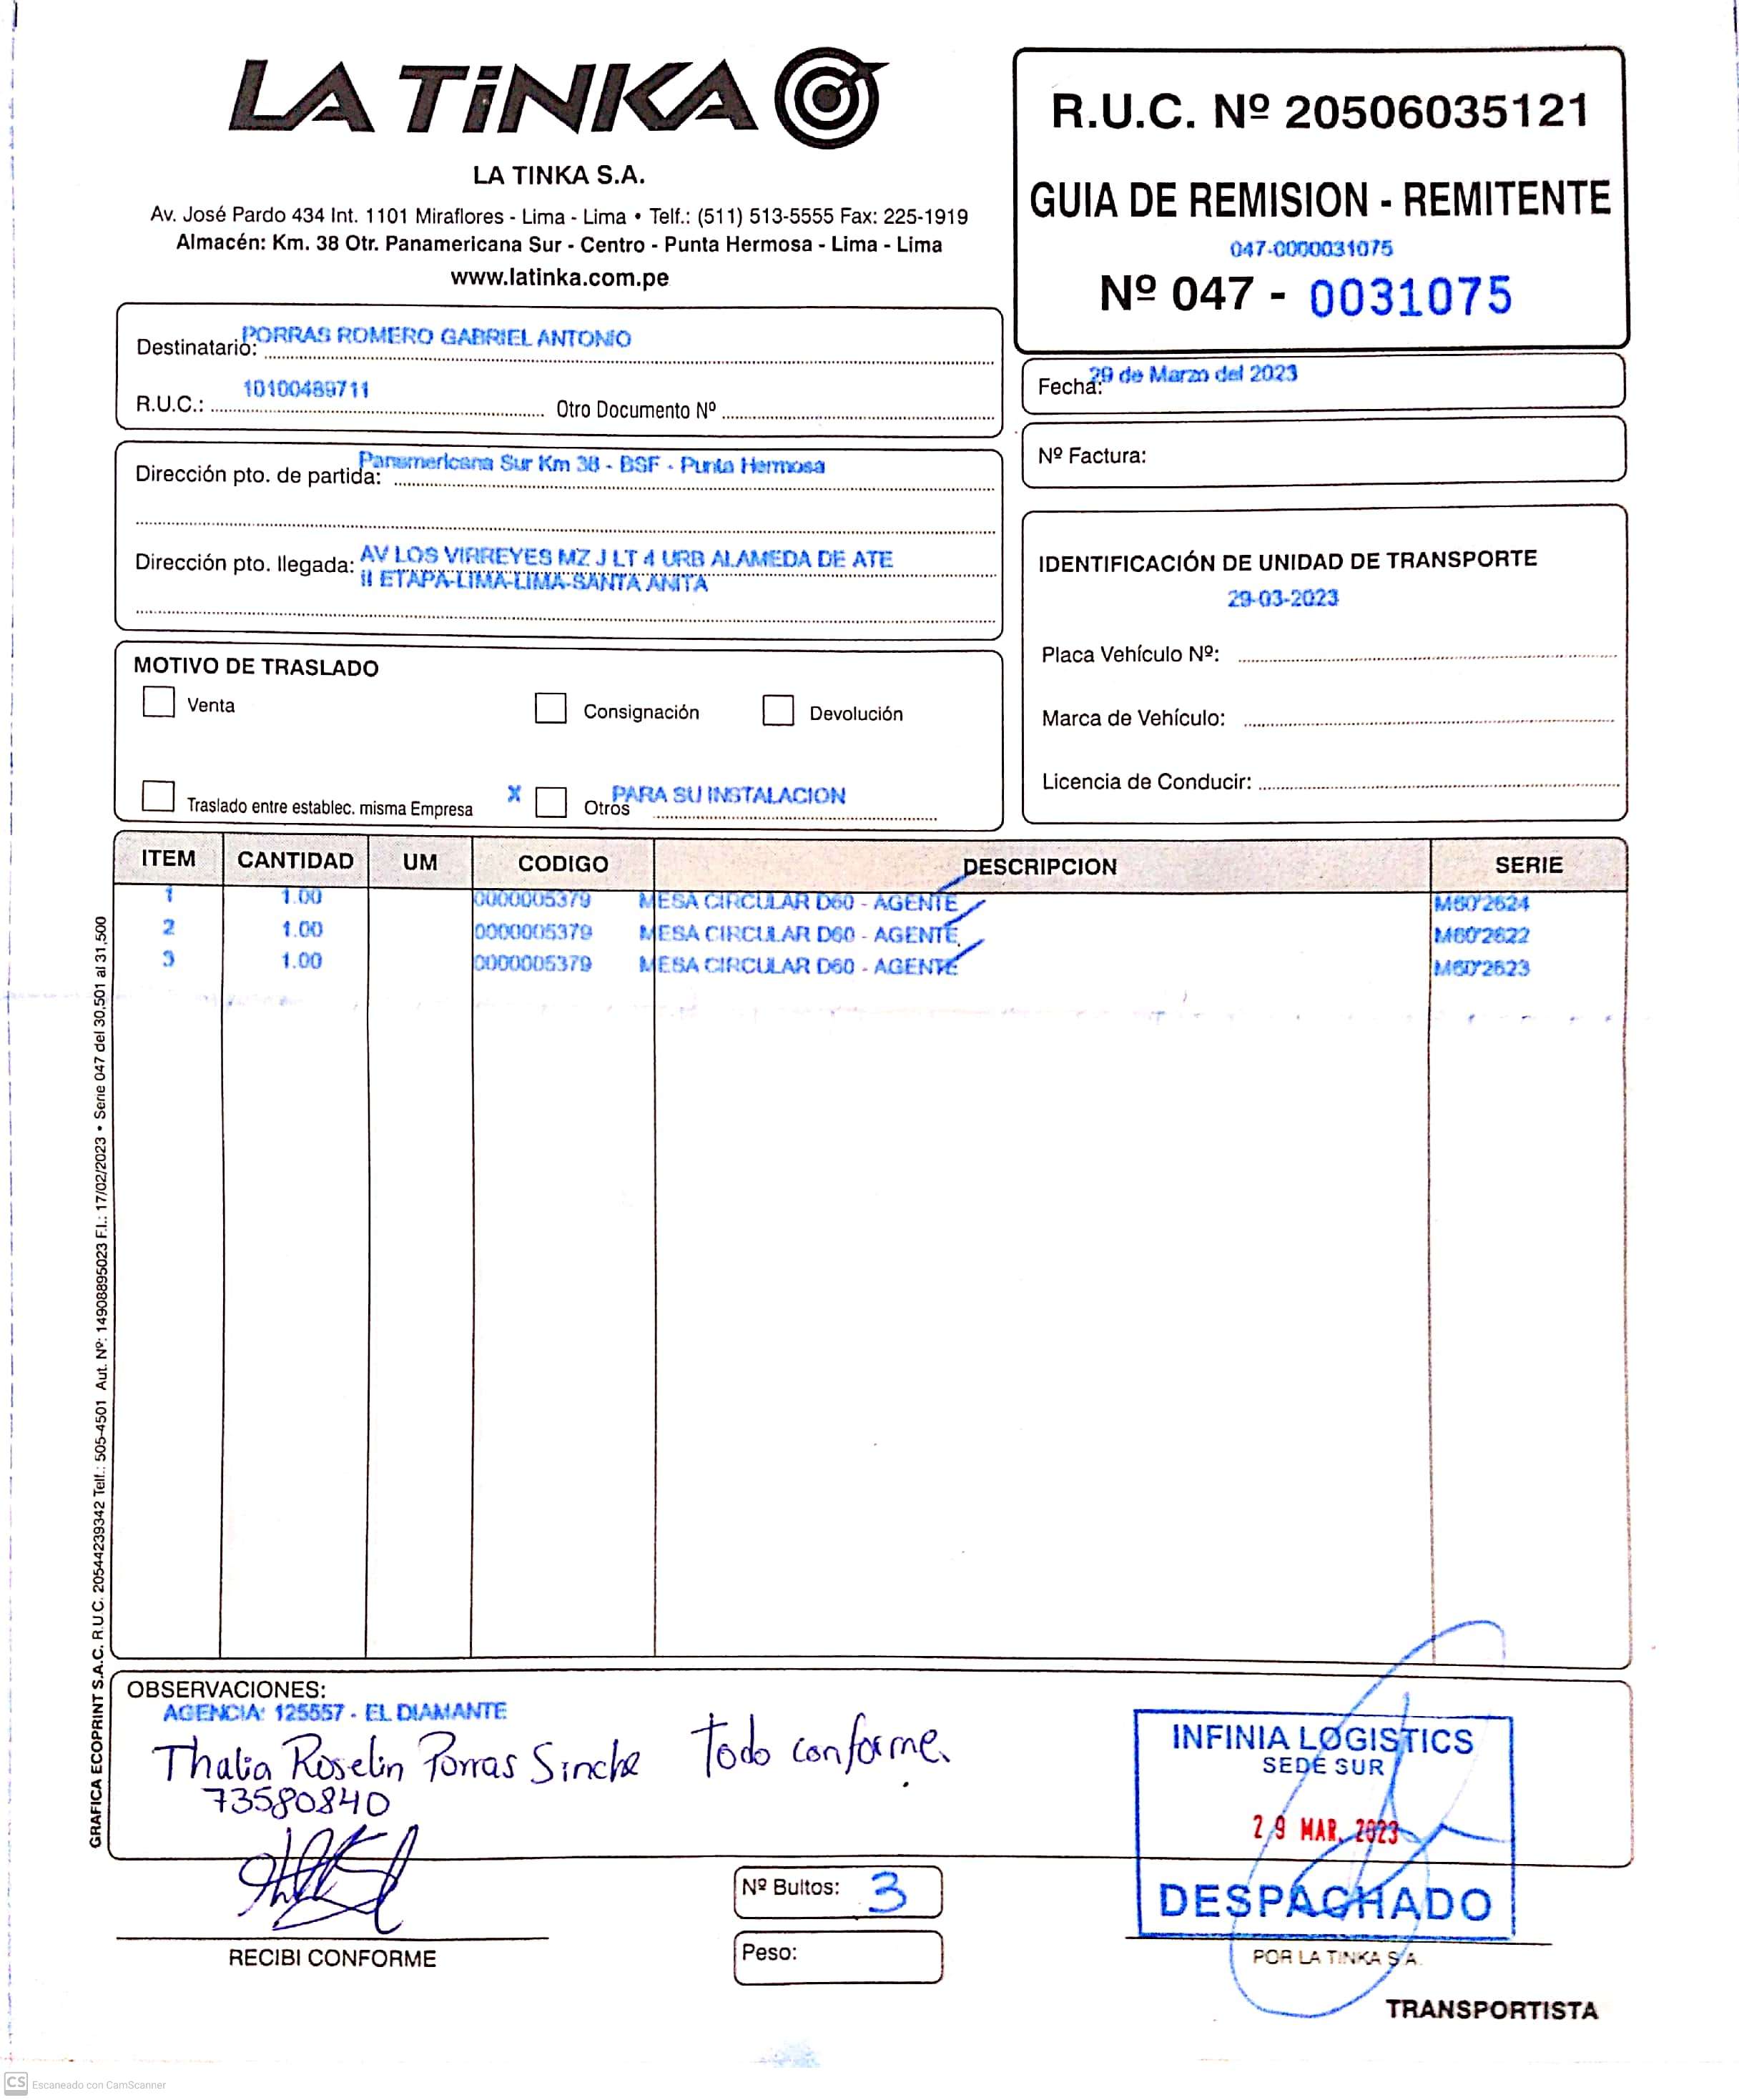 LA TiNKA
LA TINKA S.A.
Av. José Pardo 434 Int. 1101 Miraflores - Lima - Lima • Telf.: (511) 513-5555 Fax: 225-1919
Almacén: Km. 38 Otr. Panamericana Sur - Centro - Punta Hermosa - Lima - Lima
www.latinka.com.pe
R.U.C. Nº 20506035121
GUIA DE REMISION - REMITENTE
047-0000031075
Nº 047 - 0031075
Destinatario: PORRAS ROMERO GABRIEL ANTONIO
R.U.C.: 10100489711 Otro Documento Nº
Fecha: 29 de Marzo del 2023
Nº Factura:
Dirección pto. de partida: Panamericana Sur Km 38 - BSF - Punta Hermosa
Dirección pto. llegada: AV LOS VIRREYES MZ J LT 4 URB ALAMEDA DE ATE
II ETAPA-LIMA-LIMA-SANTA ANITA
IDENTIFICACIÓN DE UNIDAD DE TRANSPORTE
29-03-2023
Placa Vehículo Nº:
Marca de Vehículo:
Licencia de Conducir:
MOTIVO DE TRASLADO
Venta Consignación Devolución
Traslado entre establec. misma Empresa X Otros PARA SU INSTALACION
ITEM CANTIDAD UM CODIGO DESCRIPCION SERIE
1 1.00 0000005379 MESA CIRCULAR D60 - AGENTE M60'2624
2 1.00 0000005379 MESA CIRCULAR D60 - AGENTE M60'2622
3 1.00 0000005379 MESA CIRCULAR D60 - AGENTE M60'2623
GRAFICA ECOPRINT S.A.C. R.U.C. 20544239342 Telf.: 505-4501 Aut. Nº: 14908895023 F.I.: 17/02/2023 • Serie 047 del 30,501 al 31,500
OBSERVACIONES:
AGENCIA: 125557 - EL DIAMANTE
Thalia Roselin Porras Sinche Todo conforme.
73580840
INFINIA LOGISTICS
SEDE SUR
29 MAR. 2023
DESPACHADO
RECIBI CONFORME
Nº Bultos: 3
Peso:
POR LA TINKA S.A.
TRANSPORTISTA
CS Escaneado con CamScanner